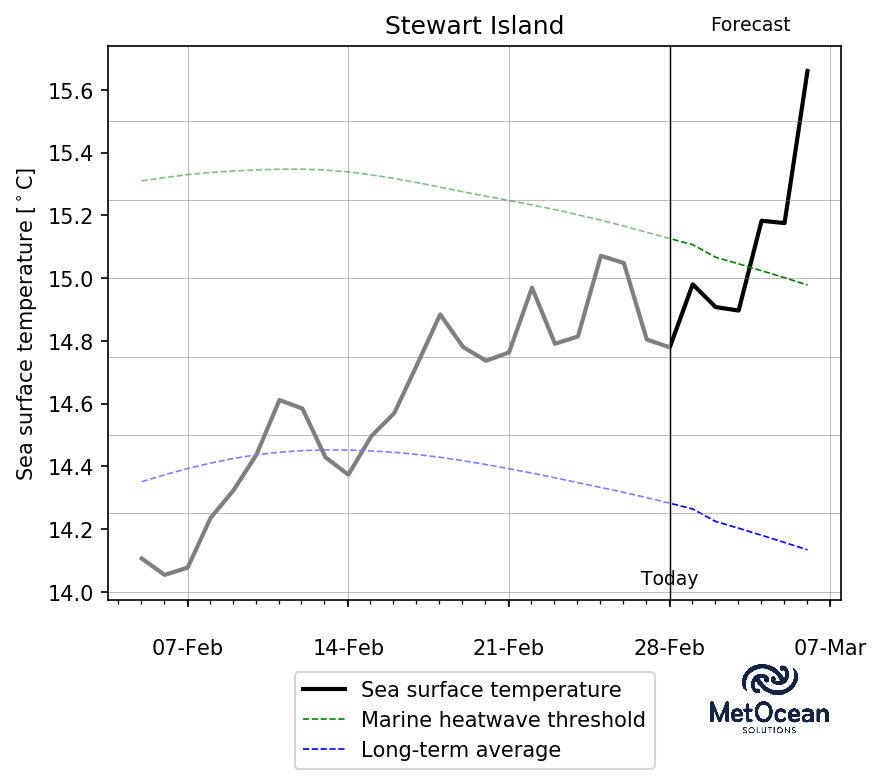 Stewart Island
Forecast
Sea surface temperature [ ° C]
15.6
15.4
15.2
15.0
14.8
14.6
14.4
14.2
14.0
Today
07-Feb
14-Feb
21-Feb
28-Feb
07-Mar
Sea surface temperature
Marine heatwave threshold
Long-term average
MetOcean
SOLUTIONS